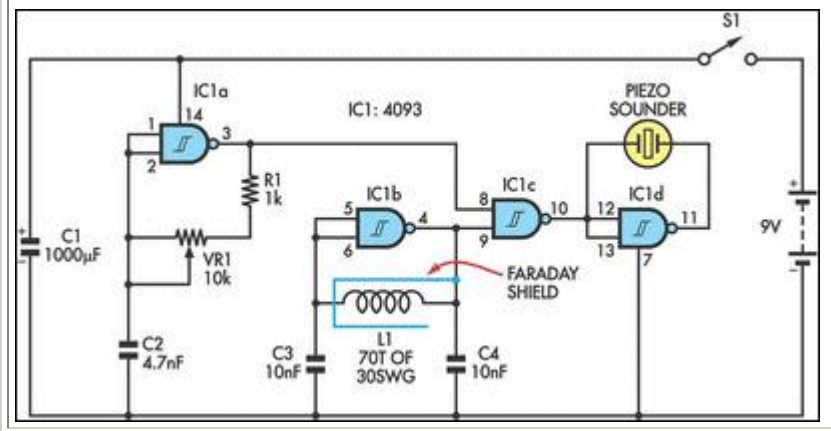 S1
IC1a
14
IC1: 4093
PIEZO
SOUNDER
1
3
2
R1
1k
IC1b
IC1c
IC1d
5
4
6
8
10
9
12
11
13
7
9V
+
−
C1
1000µF
+
−
VR1
10k
FARADAY
SHIELD
C2
4.7nF
L1
70T OF
30SWG
C3
10nF
C4
10nF